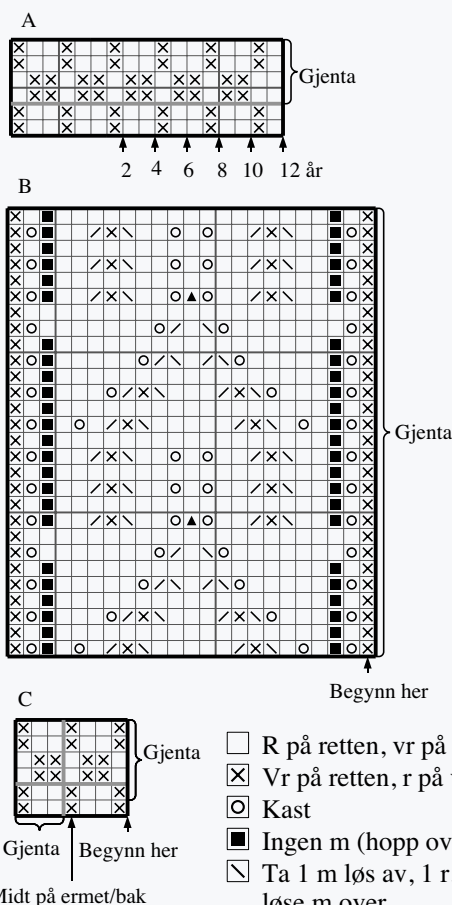 A
Gjenta
2 4 6 8 10 12 år
B
Gjenta
Begynn her
C
Gjenta
Gjenta Begynn her
Midt på ermet/bak
R på retten, vr på
Vr på retten, r på
Kast
Ingen m (hopp ov
Ta 1 m løs av, 1 r
løse m over